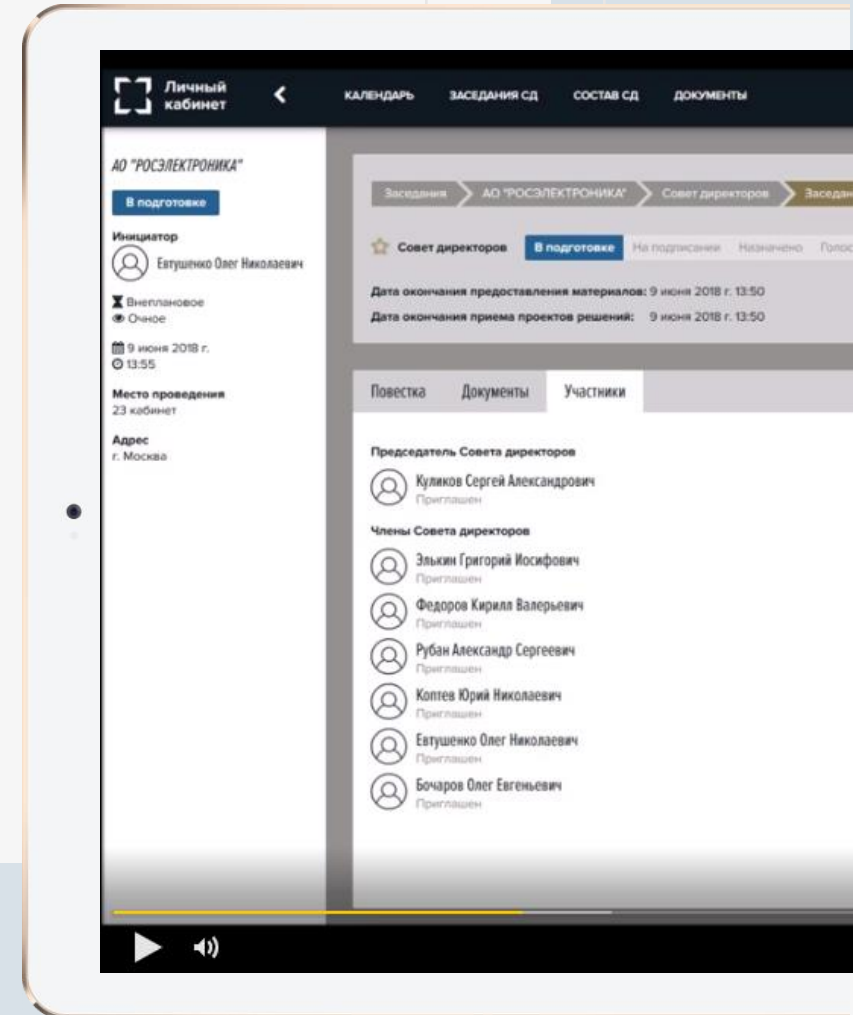 Личный
кабинет
КАЛЕНДАРЬ ЗАСЕДАНИЯ СД СОСТАВ СД ДОКУМЕНТЫ
АО "РОСЭЛЕКТРОНИКА"
В подготовке
Инициатор
Евтушенко Олег Николаевич
Внеплановое
Очное
9 июня 2018 г.
13:55
Место проведения
23 кабинет
Адрес
г. Москва
Заседания АО "РОСЭЛЕКТРОНИКА" Совет директоров Заседан
Совет директоров В подготовке На подписании Назначено Голос
Дата окончания предоставления материалов: 9 июня 2018 г. 13:50
Дата окончания приема проектов решений: 9 июня 2018 г. 13:50
Повестка Документы Участники
Председатель Совета директоров
Куликов Сергей Александрович
Приглашен
Члены Совета директоров
Элькин Григорий Иосифович
Приглашен
Федоров Кирилл Валерьевич
Приглашен
Рубан Александр Сергеевич
Приглашен
Коптев Юрий Николаевич
Приглашен
Евтушенко Олег Николаевич
Приглашен
Бочаров Олег Евгеньевич
Приглашен